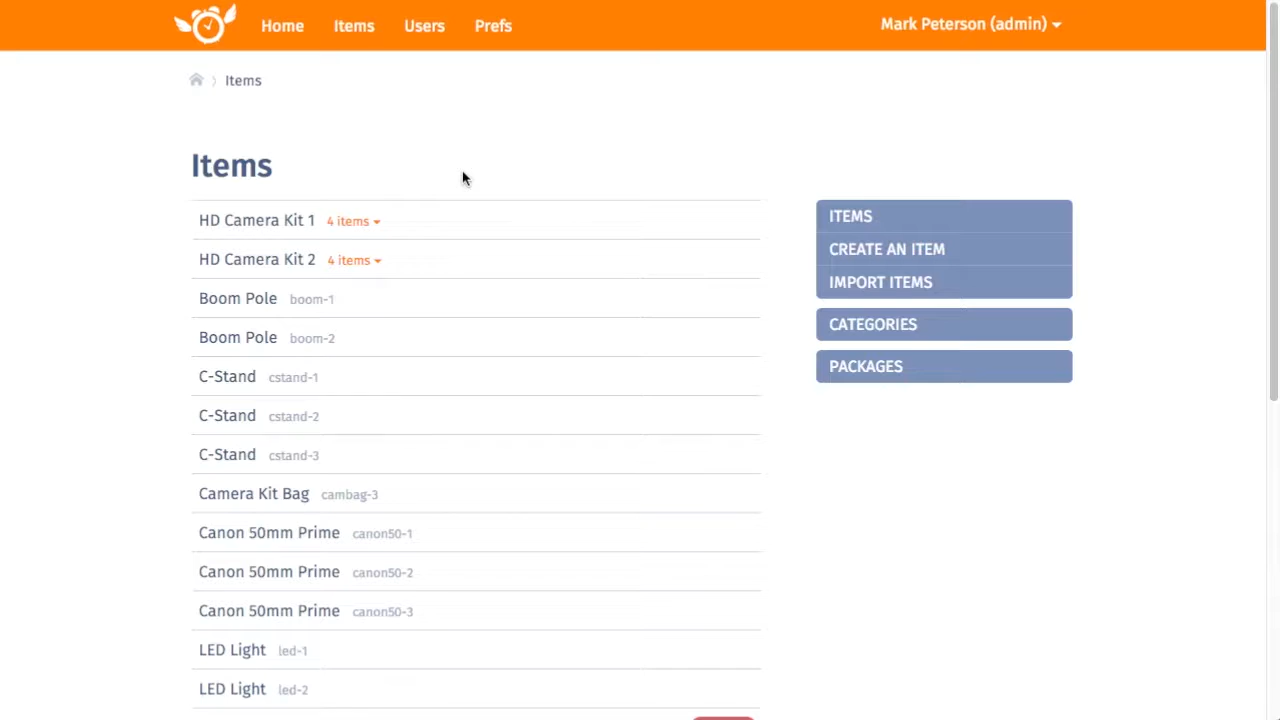 Home Items Users Prefs Mark Peterson (admin)
Items
Items
HD Camera Kit 1 4 items
HD Camera Kit 2 4 items
Boom Pole boom-1
Boom Pole boom-2
C-Stand cstand-1
C-Stand cstand-2
C-Stand cstand-3
Camera Kit Bag cambag-3
Canon 50mm Prime canon50-1
Canon 50mm Prime canon50-2
Canon 50mm Prime canon50-3
LED Light led-1
LED Light led-2
ITEMS
CREATE AN ITEM
IMPORT ITEMS
CATEGORIES
PACKAGES